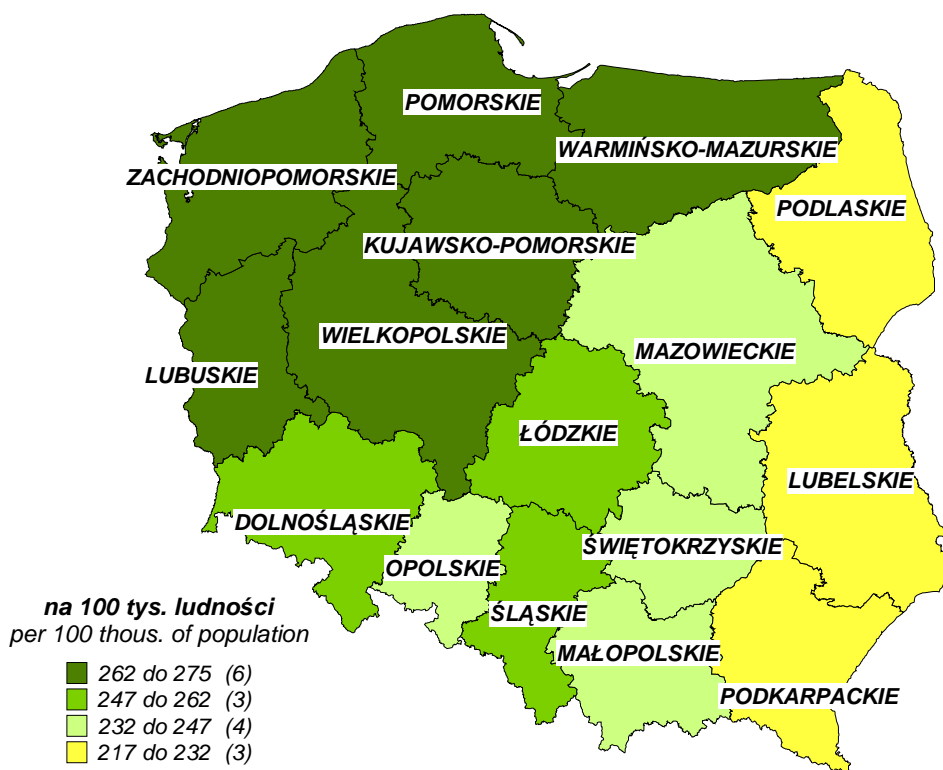 POMORSKIE
WARMIŃSKO-MAZURSKIE
ZACHODNIOPOMORSKIE
PODLASKIE
KUJAWSKO-POMORSKIE
WIELKOPOLSKIE
MAZOWIECKIE
LUBUSKIE
ŁÓDZKIE
LUBELSKIE
DOLNOŚLĄSKIE
ŚWIĘTOKRZYSKIE
OPOLSKIE
ŚLĄSKIE
MAŁOPOLSKIE
PODKARPACKIE
na 100 tys. ludności
per 100 thous. of population
262 do 275 (6)
247 do 262 (3)
232 do 247 (4)
217 do 232 (3)